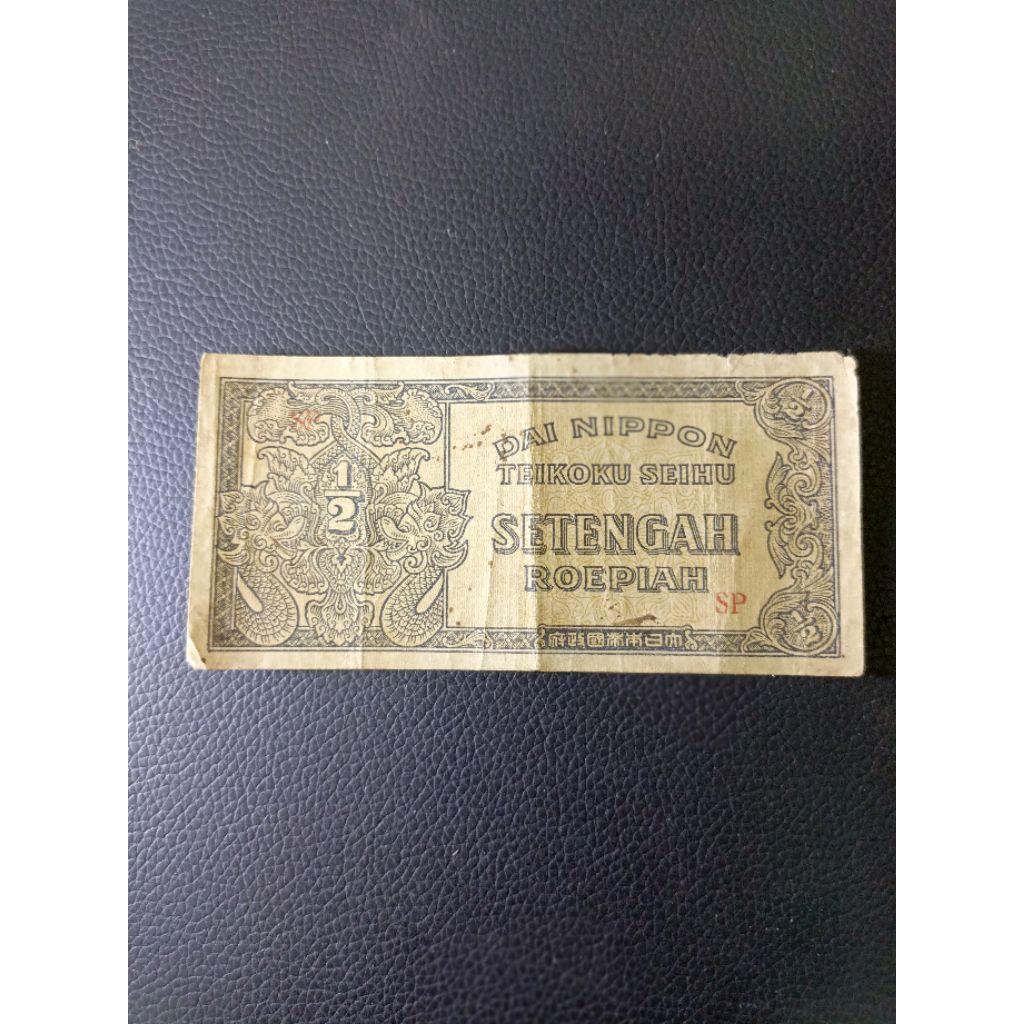 SP
1/2
DAI NIPPON
TEIKOKU SEIHU
SETENGAH
ROEPIAH
SP
府政國帝本日大
1/2
1/2